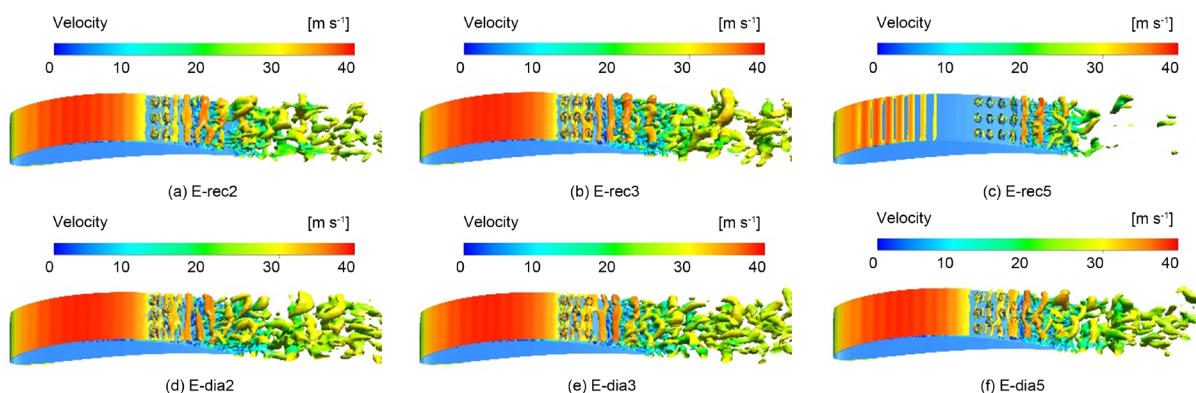 Velocity [m s⁻¹] Velocity [m s⁻¹] Velocity [m s⁻¹]
0 10 20 30 40 0 10 20 30 40 0 10 20 30 40
(a) E-rec2 (b) E-rec3 (c) E-rec5
Velocity [m s⁻¹] Velocity [m s⁻¹] Velocity [m s⁻¹]
0 10 20 30 40 0 10 20 30 40 0 10 20 30 40
(d) E-dia2 (e) E-dia3 (f) E-dia5